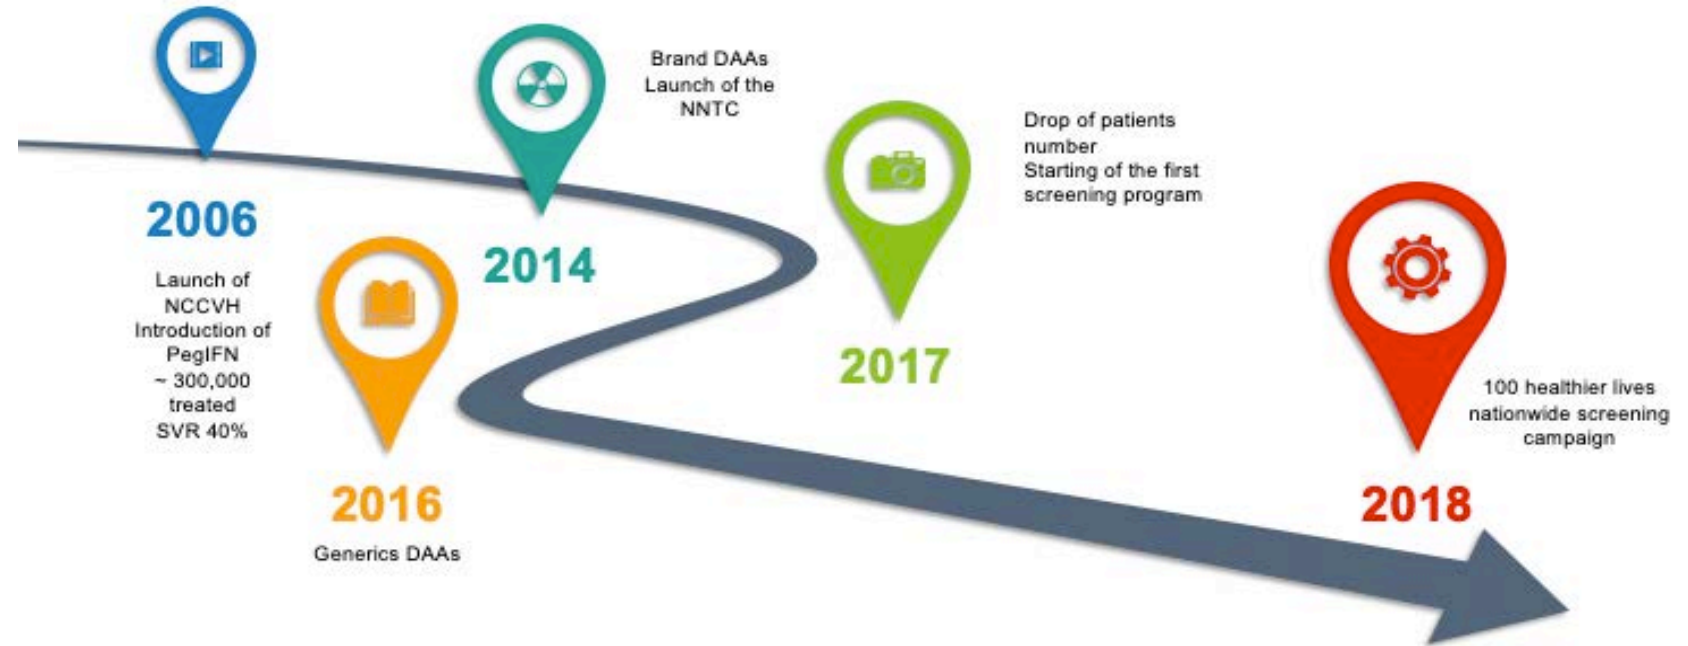 2006
Launch of
NCCVH
Introduction of
PegIFN
~ 300,000
treated
SVR 40%
2014
Brand DAAs
Launch of the
NNTC
2016
Generics DAAs
2017
Drop of patients
number
Starting of the first
screening program
2018
100 healthier lives
nationwide screening
campaign